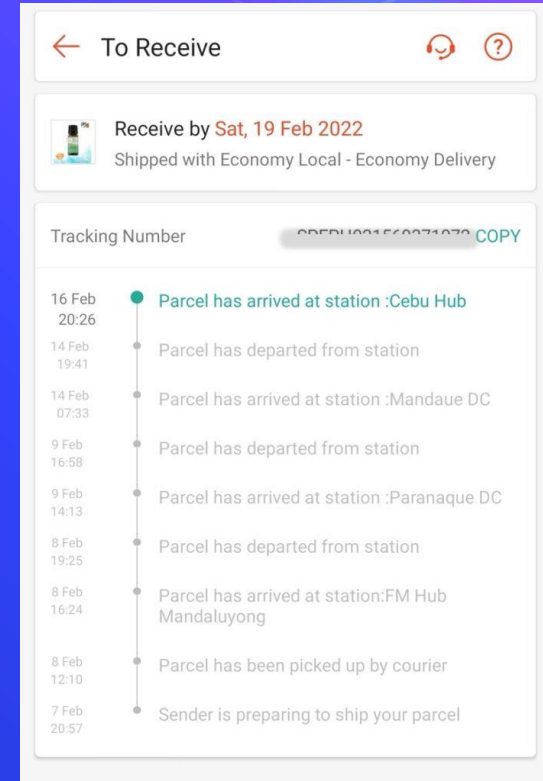 To Receive
Receive by Sat, 19 Feb 2022
Shipped with Economy Local - Economy Delivery
Tracking Number COPY
16 Feb Parcel has arrived at station :Cebu Hub
20:26
14 Feb Parcel has departed from station
19:41
14 Feb Parcel has arrived at station :Mandaue DC
07:33
9 Feb Parcel has departed from station
16:58
9 Feb Parcel has arrived at station :Paranaque DC
14:13
8 Feb Parcel has departed from station
19:25
8 Feb Parcel has arrived at station:FM Hub
16:24 Mandaluyong
8 Feb Parcel has been picked up by courier
12:10
7 Feb Sender is preparing to ship your parcel
20:57